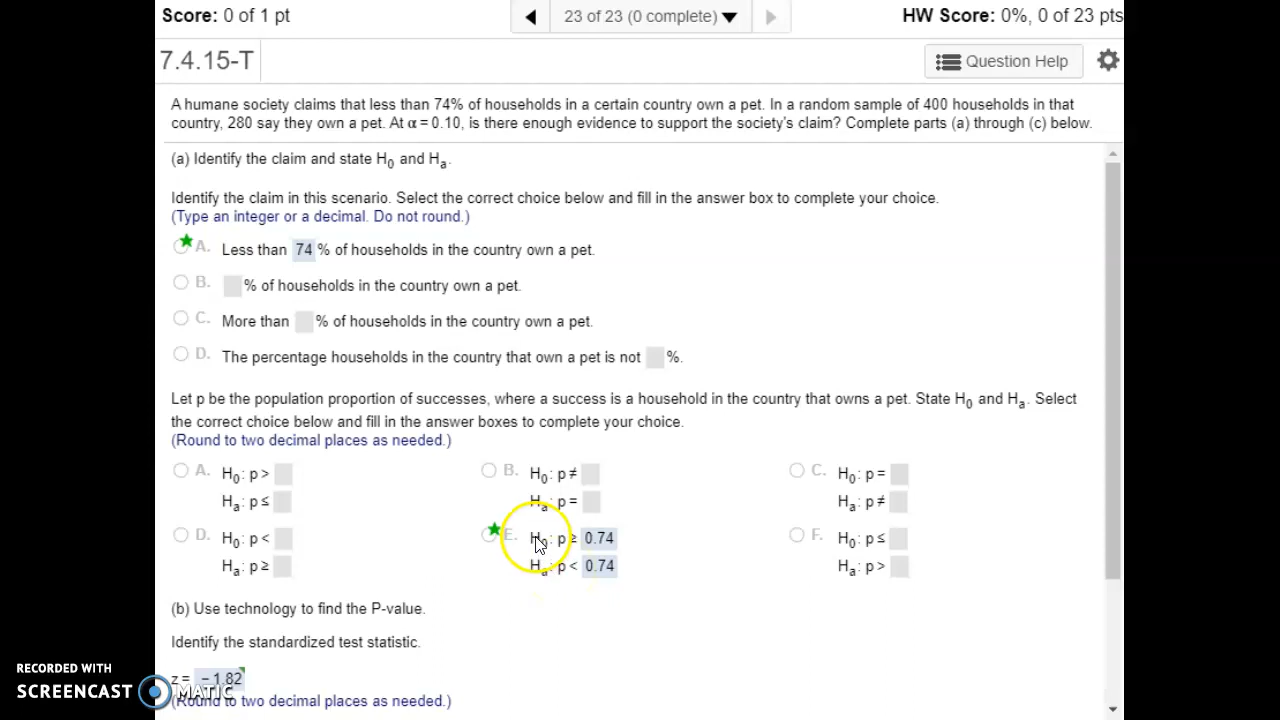 Score: 0 of 1 pt
23 of 23 (0 complete)
HW Score: 0%, 0 of 23 pts
7.4.15-T
Question Help
A humane society claims that less than 74% of households in a certain country own a pet. In a random sample of 400 households in that
country, 280 say they own a pet. At α = 0.10, is there enough evidence to support the society's claim? Complete parts (a) through (c) below.
(a) Identify the claim and state H₀ and Hₐ.
Identify the claim in this scenario. Select the correct choice below and fill in the answer box to complete your choice.
(Type an integer or a decimal. Do not round.)
A. Less than 74 % of households in the country own a pet.
B. % of households in the country own a pet.
C. More than % of households in the country own a pet.
D. The percentage households in the country that own a pet is not %.
Let p be the population proportion of successes, where a success is a household in the country that owns a pet. State H₀ and Hₐ. Select
the correct choice below and fill in the answer boxes to complete your choice.
(Round to two decimal places as needed.)
A. H₀: p >
Hₐ: p ≤
B. H₀: p ≠
Hₐ: p =
C. H₀: p =
Hₐ: p ≠
D. H₀: p <
Hₐ: p ≥
E. H₀: p ≥ 0.74
Hₐ: p < 0.74
F. H₀: p ≤
Hₐ: p >
(b) Use technology to find the P-value.
Identify the standardized test statistic.
z = − 1.82
(Round to two decimal places as needed.)
RECORDED WITH
SCREENCAST MATIC